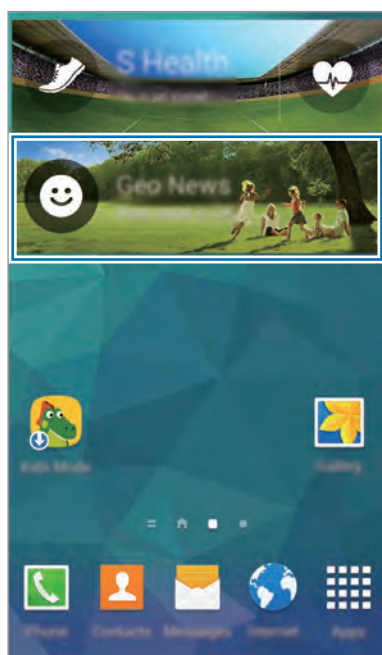 S Health
Geo News
Kids Mode
Gallery
Phone
Contacts
Messages
Internet
Apps